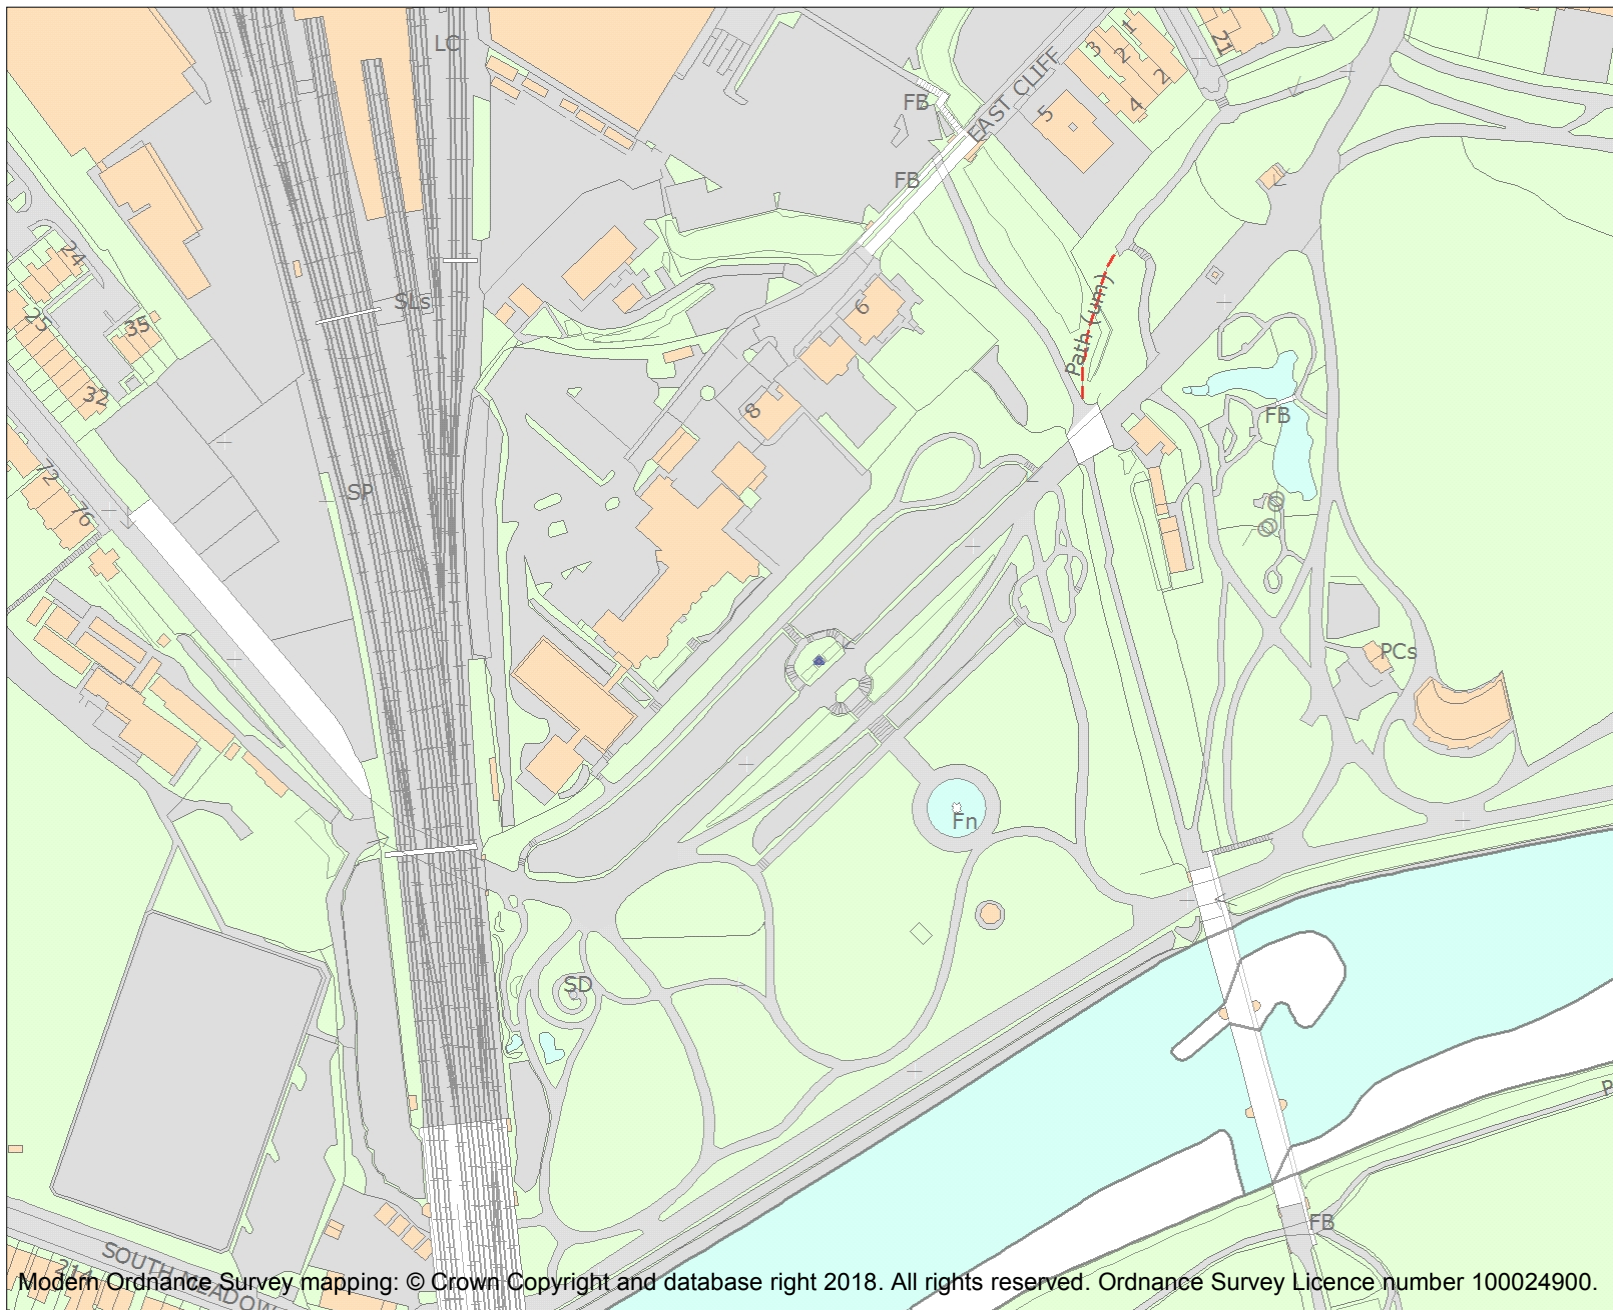 LC
1
3
2
21
2
FB
EAST CLIFF
4
5
FB
24
SLs
6
25
35
Path (um)
32
8
FB
72
SP
76
PCs
Fn
SD
P
FB
SOUTH MEADOW
214
Modern Ordnance Survey mapping: © Crown Copyright and database right 2018. All rights reserved. Ordnance Survey Licence number 100024900.